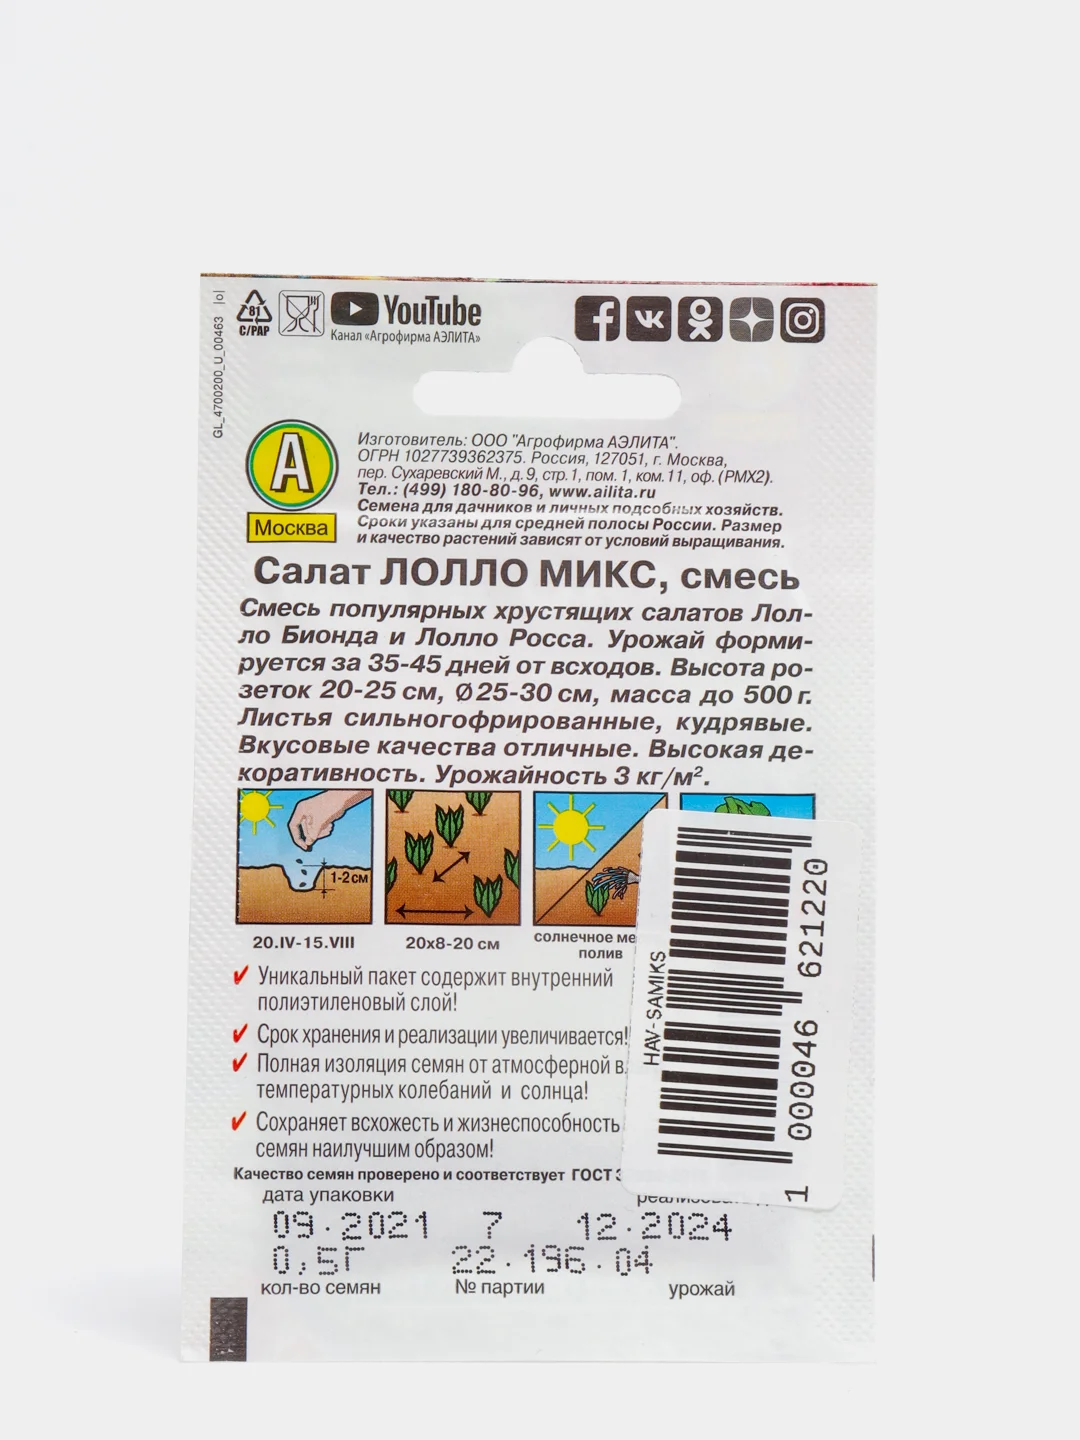 GL_4700200_U_00463 |o|
81
C/PAP
YouTube
Канал «Агрофирма АЭЛИТА»
А
Москва
Изготовитель: ООО "Агрофирма АЭЛИТА".
ОГРН 1027739362375. Россия, 127051, г. Москва,
пер. Сухаревский М., д. 9, стр. 1, пом. 1, ком. 11, оф. (РМХ2).
Тел.: (499) 180-80-96, www.ailita.ru
Семена для дачников и личных подсобных хозяйств.
Сроки указаны для средней полосы России. Размер
и качество растений зависят от условий выращивания.
Салат ЛОЛЛО МИКС, смесь
Смесь популярных хрустящих салатов Лол-
ло Бионда и Лолло Росса. Урожай форми-
руется за 35-45 дней от всходов. Высота ро-
зеток 20-25 см, Ø 25-30 см, масса до 500 г.
Листья сильногофрированные, кудрявые.
Вкусовые качества отличные. Высокая де-
коративность. Урожайность 3 кг/м².
1-2 см
20.IV-15.VIII
20x8-20 см
солнечное ме
полив
✓ Уникальный пакет содержит внутренний
полиэтиленовый слой!
✓ Срок хранения и реализации увеличивается!
✓ Полная изоляция семян от атмосферной в
температурных колебаний и солнца!
✓ Сохраняет всхожесть и жизнеспособность
семян наилучшим образом!
Качество семян проверено и соответствует ГОСТ
дата упаковки
09.2021 7 12.2024
0,5Г 22.196.04
кол-во семян № партии урожай
HAV-SAMIKS
1 000046 621220